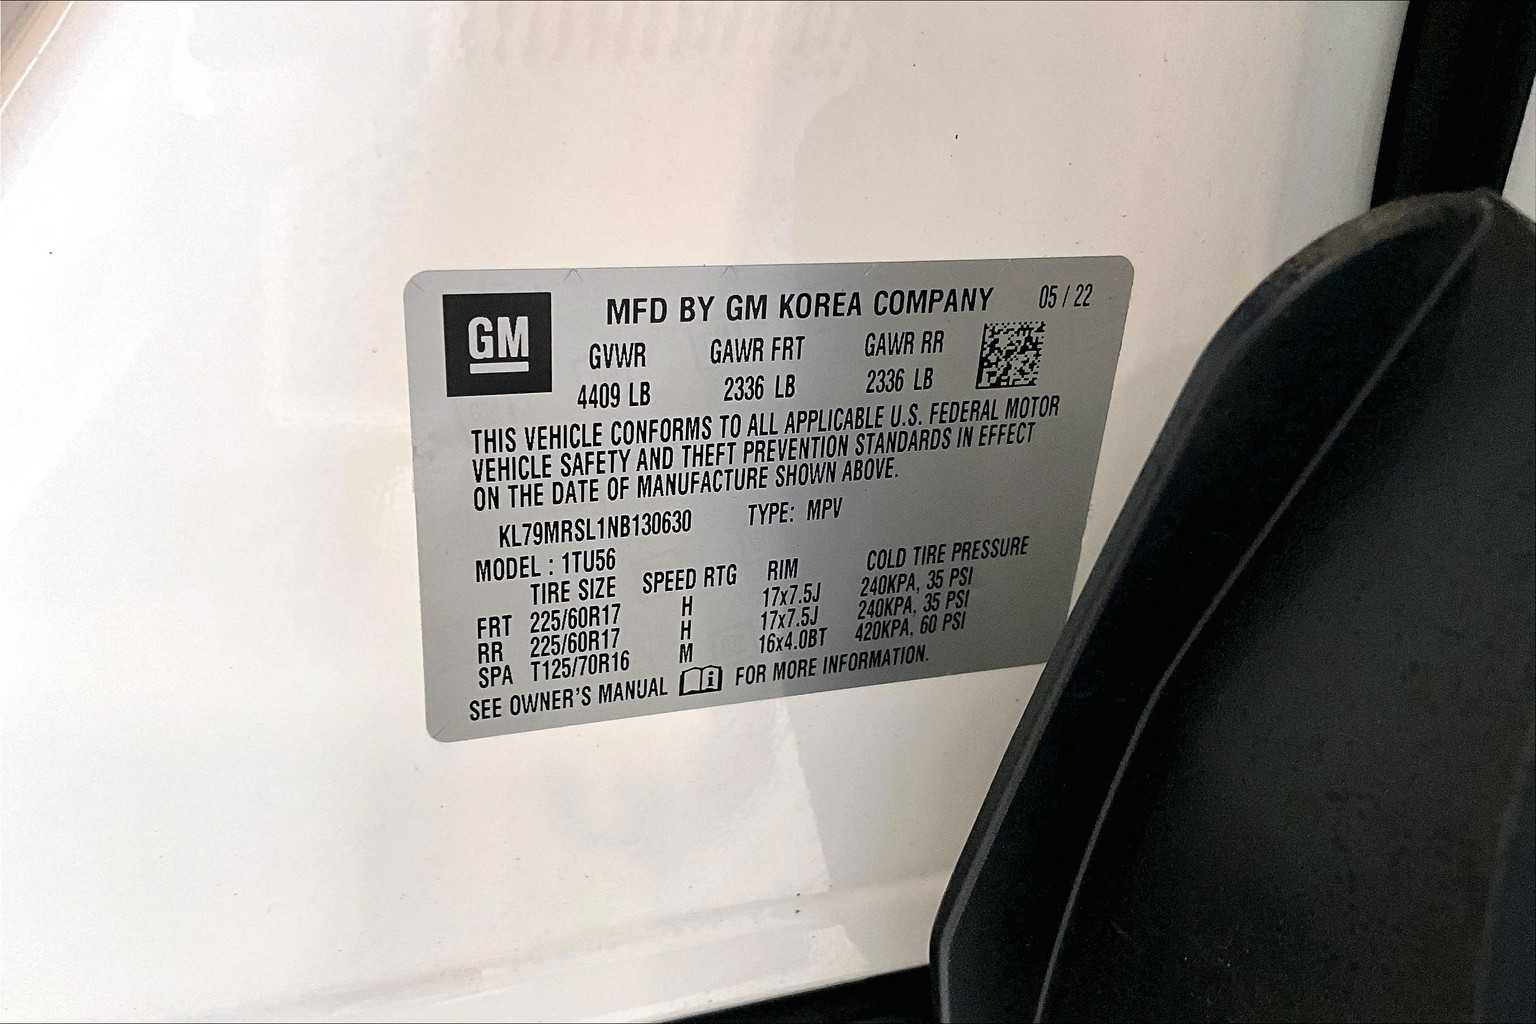 GM
MFD BY GM KOREA COMPANY 05 / 22
GVWR GAWR FRT GAWR RR
4409 LB 2336 LB 2336 LB
THIS VEHICLE CONFORMS TO ALL APPLICABLE U.S. FEDERAL MOTOR
VEHICLE SAFETY AND THEFT PREVENTION STANDARDS IN EFFECT
ON THE DATE OF MANUFACTURE SHOWN ABOVE.
KL79MRSL1NB130630 TYPE: MPV
MODEL : 1TU56
TIRE SIZE SPEED RTG RIM COLD TIRE PRESSURE
FRT 225/60R17 H 17x7.5J 240KPA, 35 PSI
RR 225/60R17 H 17x7.5J 240KPA, 35 PSI
SPA T125/70R16 M 16x4.0BT 420KPA, 60 PSI
SEE OWNER'S MANUAL i FOR MORE INFORMATION.